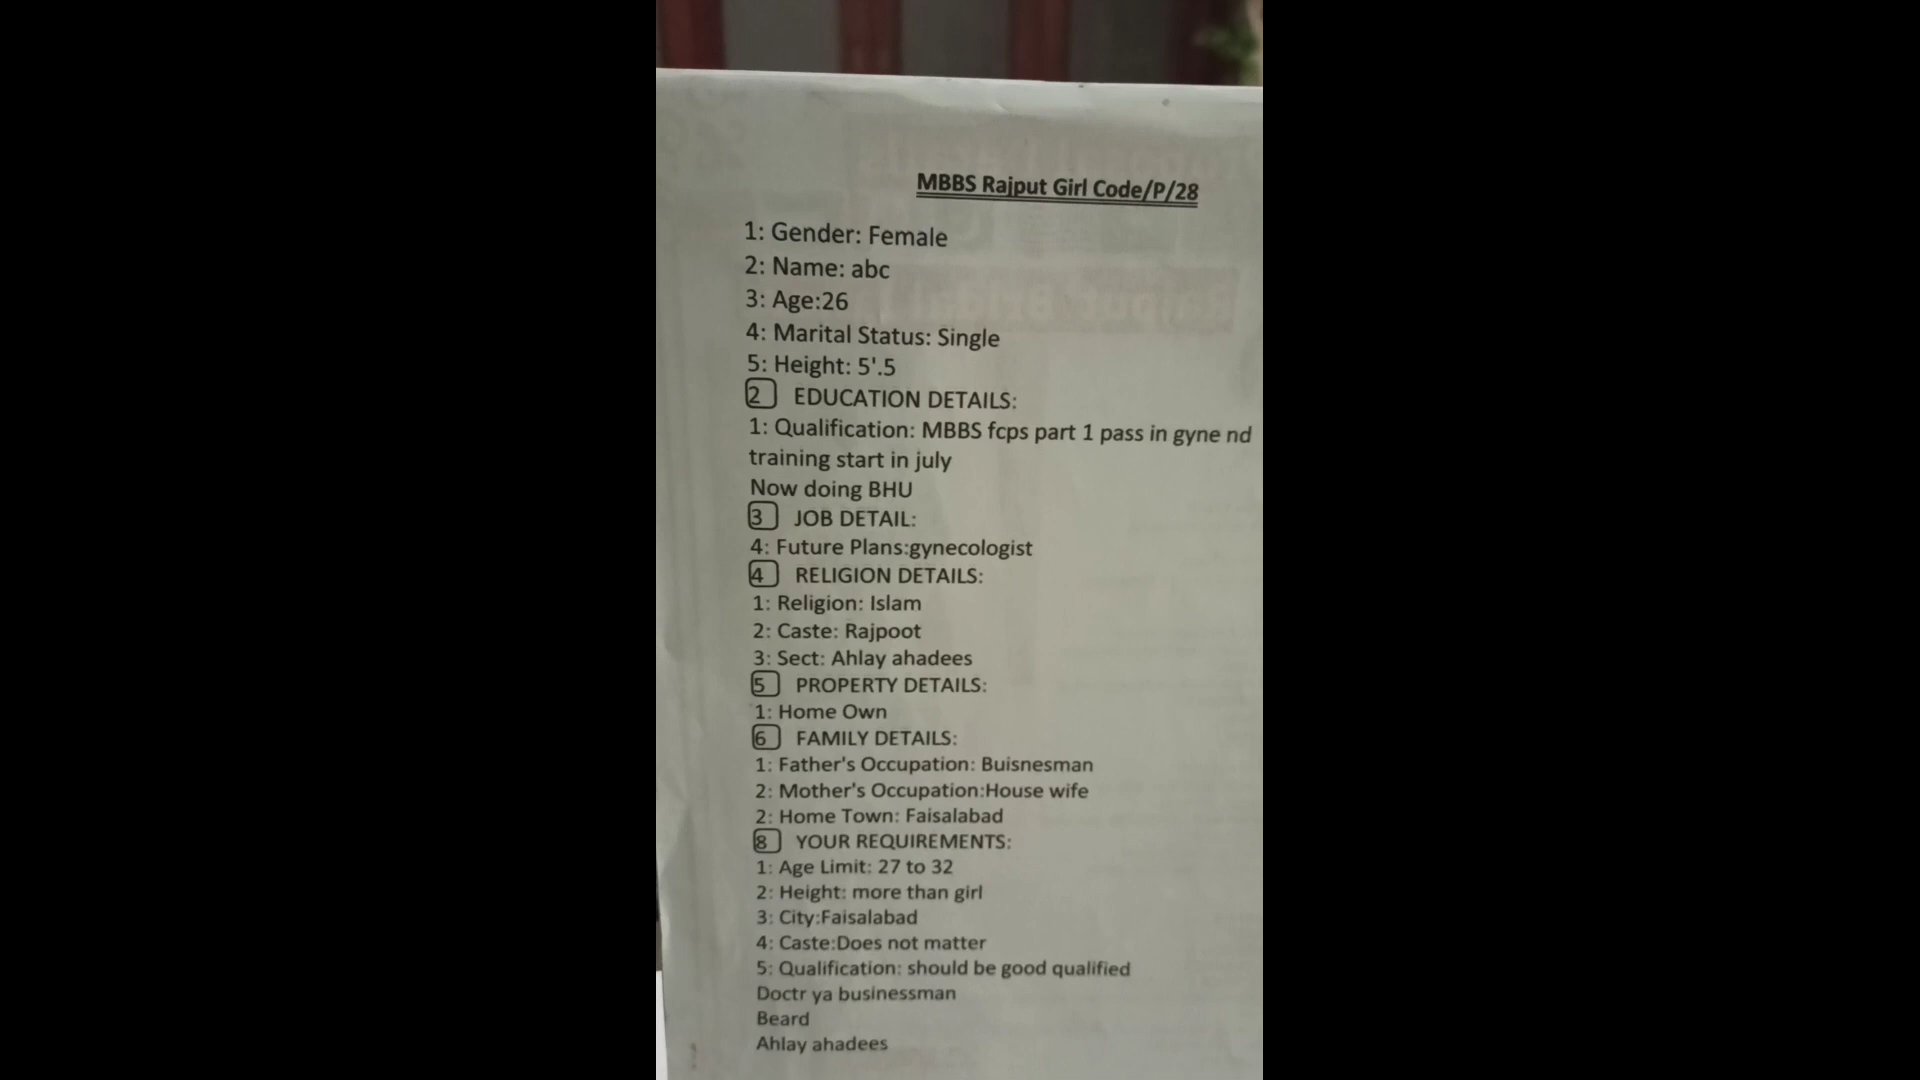 MBBS Rajput Girl Code/P/28
1: Gender: Female
2: Name: abc
3: Age:26
4: Marital Status: Single
5: Height: 5'.5
2 EDUCATION DETAILS:
1: Qualification: MBBS fcps part 1 pass in gyne nd
training start in july
Now doing BHU
3 JOB DETAIL:
4: Future Plans:gynecologist
4 RELIGION DETAILS:
1: Religion: Islam
2: Caste: Rajpoot
3: Sect: Ahlay ahadees
5 PROPERTY DETAILS:
1: Home Own
6 FAMILY DETAILS:
1: Father's Occupation: Buisnesman
2: Mother's Occupation:House wife
2: Home Town: Faisalabad
8 YOUR REQUIREMENTS:
1: Age Limit: 27 to 32
2: Height: more than girl
3: City:Faisalabad
4: Caste:Does not matter
5: Qualification: should be good qualified
Doctr ya businessman
Beard
Ahlay ahadees